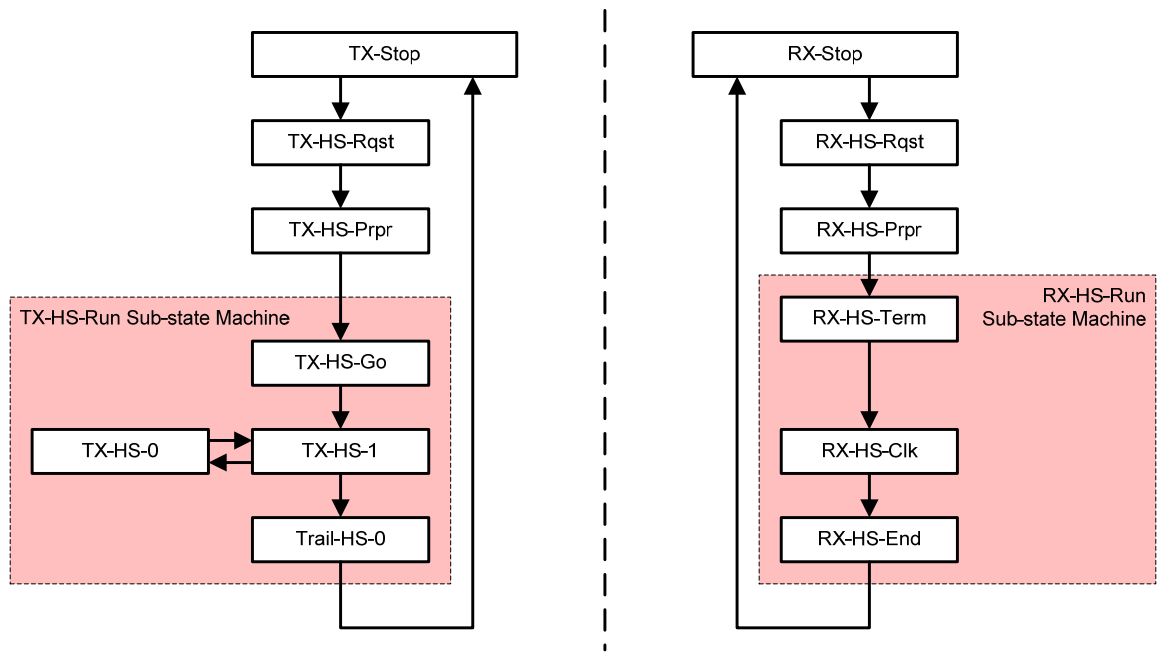 TX-Stop
TX-HS-Rqst
TX-HS-Prpr
TX-HS-Run Sub-state Machine
TX-HS-Go
TX-HS-0
TX-HS-1
Trail-HS-0
RX-Stop
RX-HS-Rqst
RX-HS-Prpr
RX-HS-Run
Sub-state Machine
RX-HS-Term
RX-HS-Clk
RX-HS-End